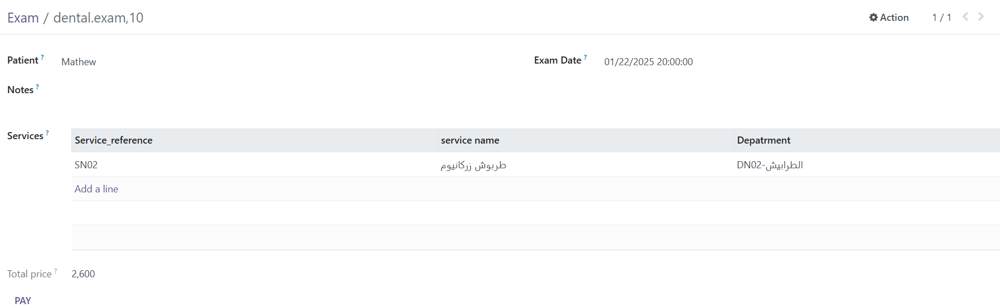 Exam / dental.exam,10
Action 1 / 1
Patient ? Mathew Exam Date ? 01/22/2025 20:00:00
Notes ?
Services ?
Service_reference service name Depatrment
SN02 طربوش زركانيوم DN02-الطرابيش
Add a line
Total price ? 2,600
PAY